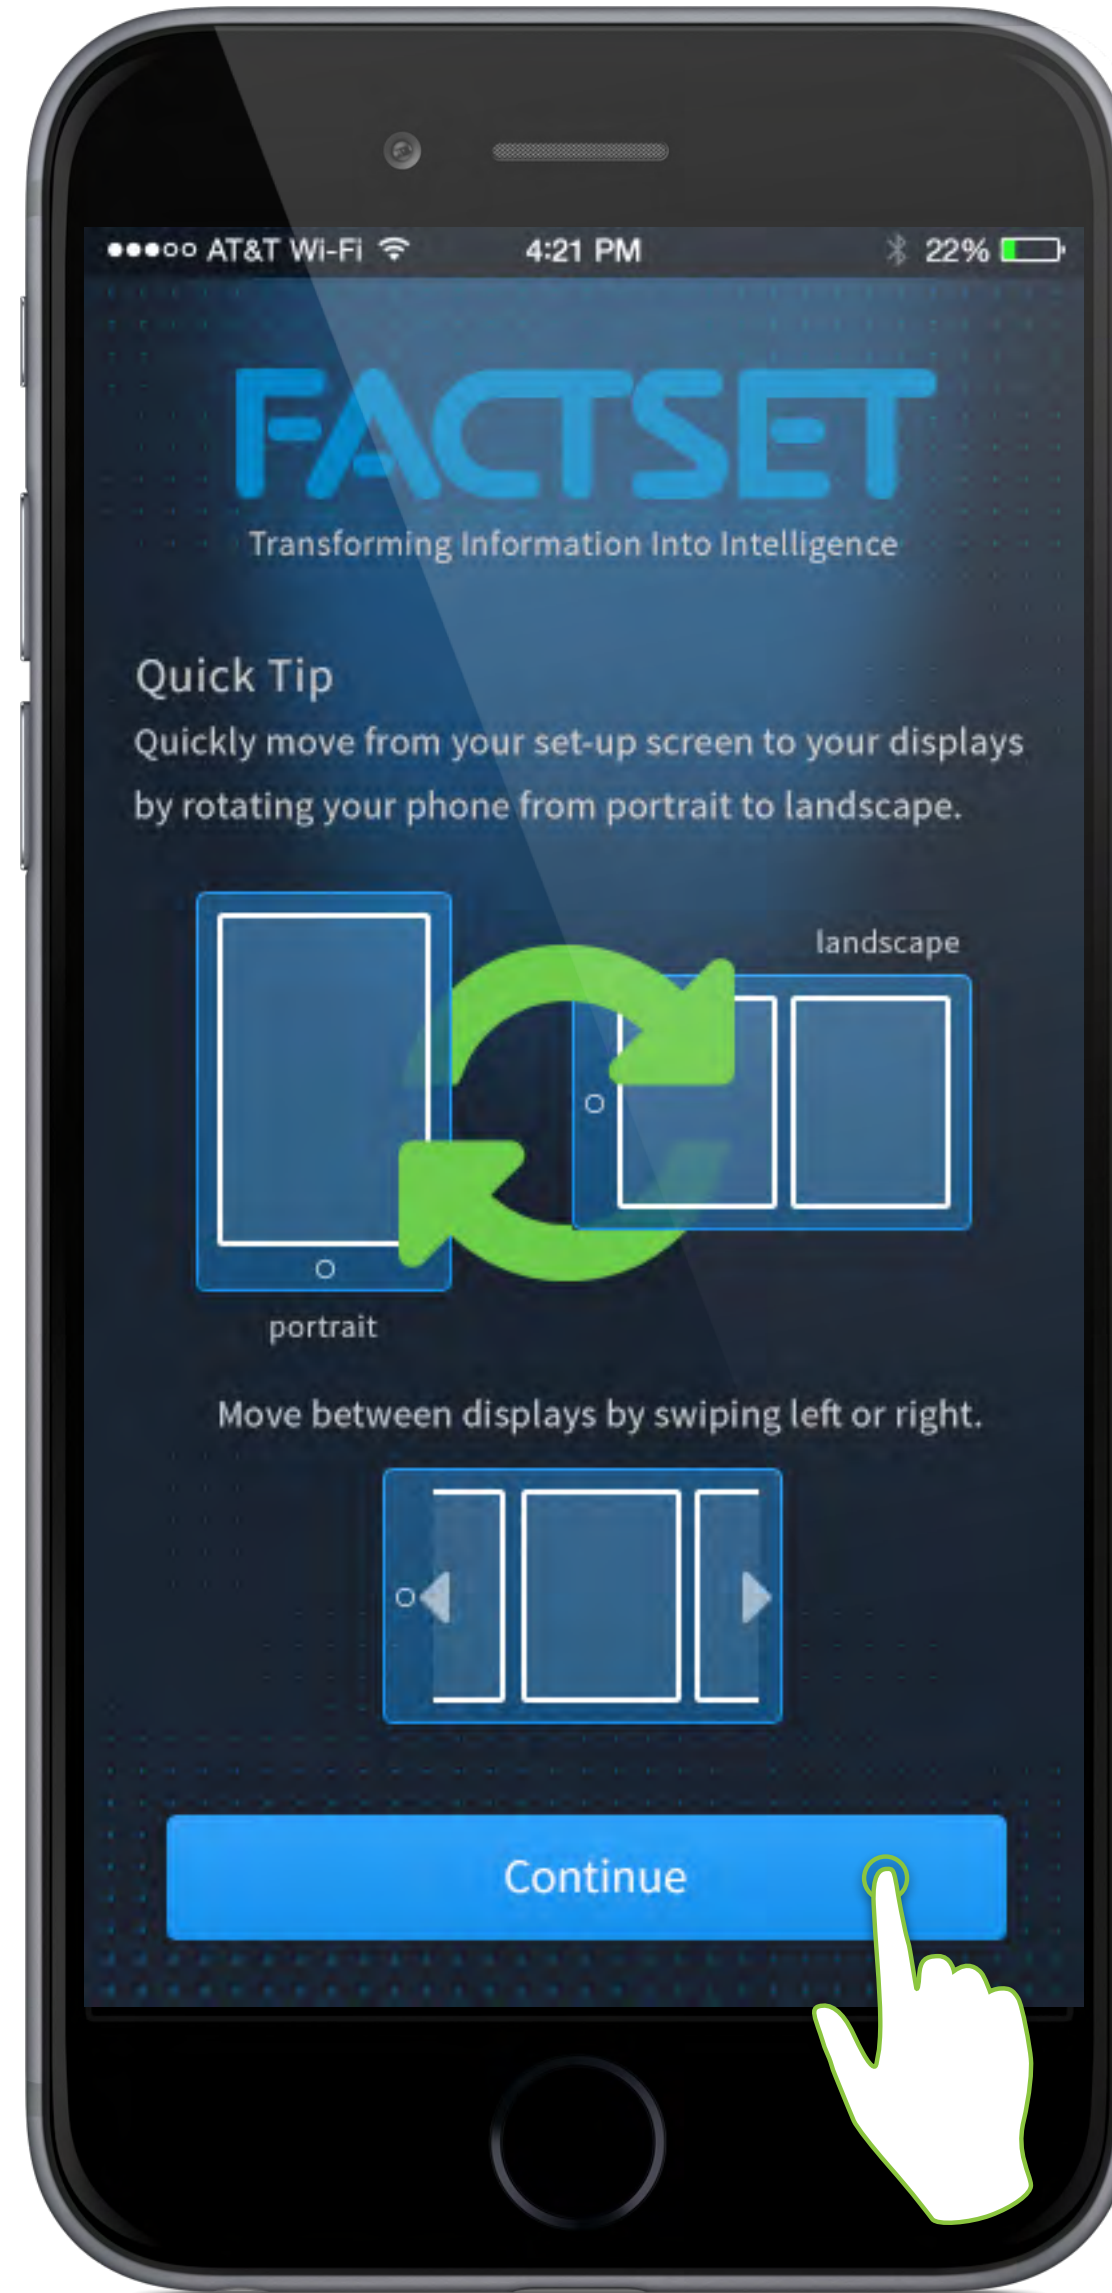 AT&T Wi-Fi 4:21 PM 22%
FACTSET
Transforming Information Into Intelligence
Quick Tip
Quickly move from your set-up screen to your displays
by rotating your phone from portrait to landscape.
landscape
portrait
Move between displays by swiping left or right.
Continue